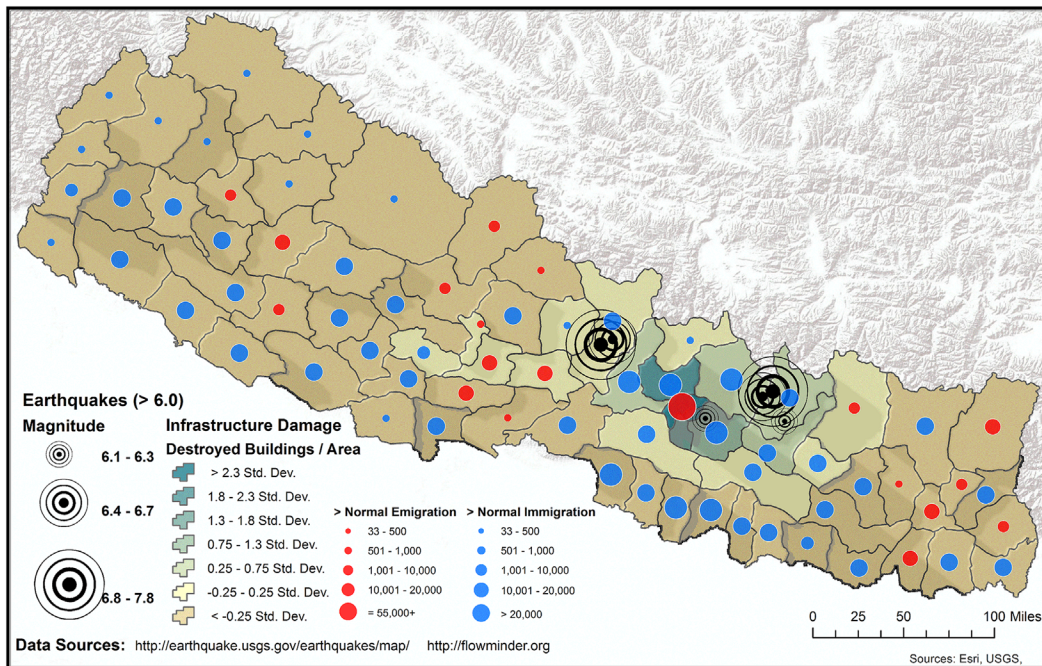 Earthquakes (> 6.0)
Magnitude
6.1 - 6.3
6.4 - 6.7
6.8 - 7.8
Infrastructure Damage
Destroyed Buildings / Area
> 2.3 Std. Dev.
1.8 - 2.3 Std. Dev.
1.3 - 1.8 Std. Dev.
0.75 - 1.3 Std. Dev.
0.25 - 0.75 Std. Dev.
-0.25 - 0.25 Std. Dev.
< -0.25 Std. Dev.
> Normal Emigration
33 - 500
501 - 1,000
1,001 - 10,000
10,001 - 20,000
= 55,000+
> Normal Immigration
33 - 500
501 - 1,000
1,001 - 10,000
10,001 - 20,000
> 20,000
0 25 50 100 Miles
Data Sources: http://earthquake.usgs.gov/earthquakes/map/ http://flowminder.org
Sources: Esri, USGS,